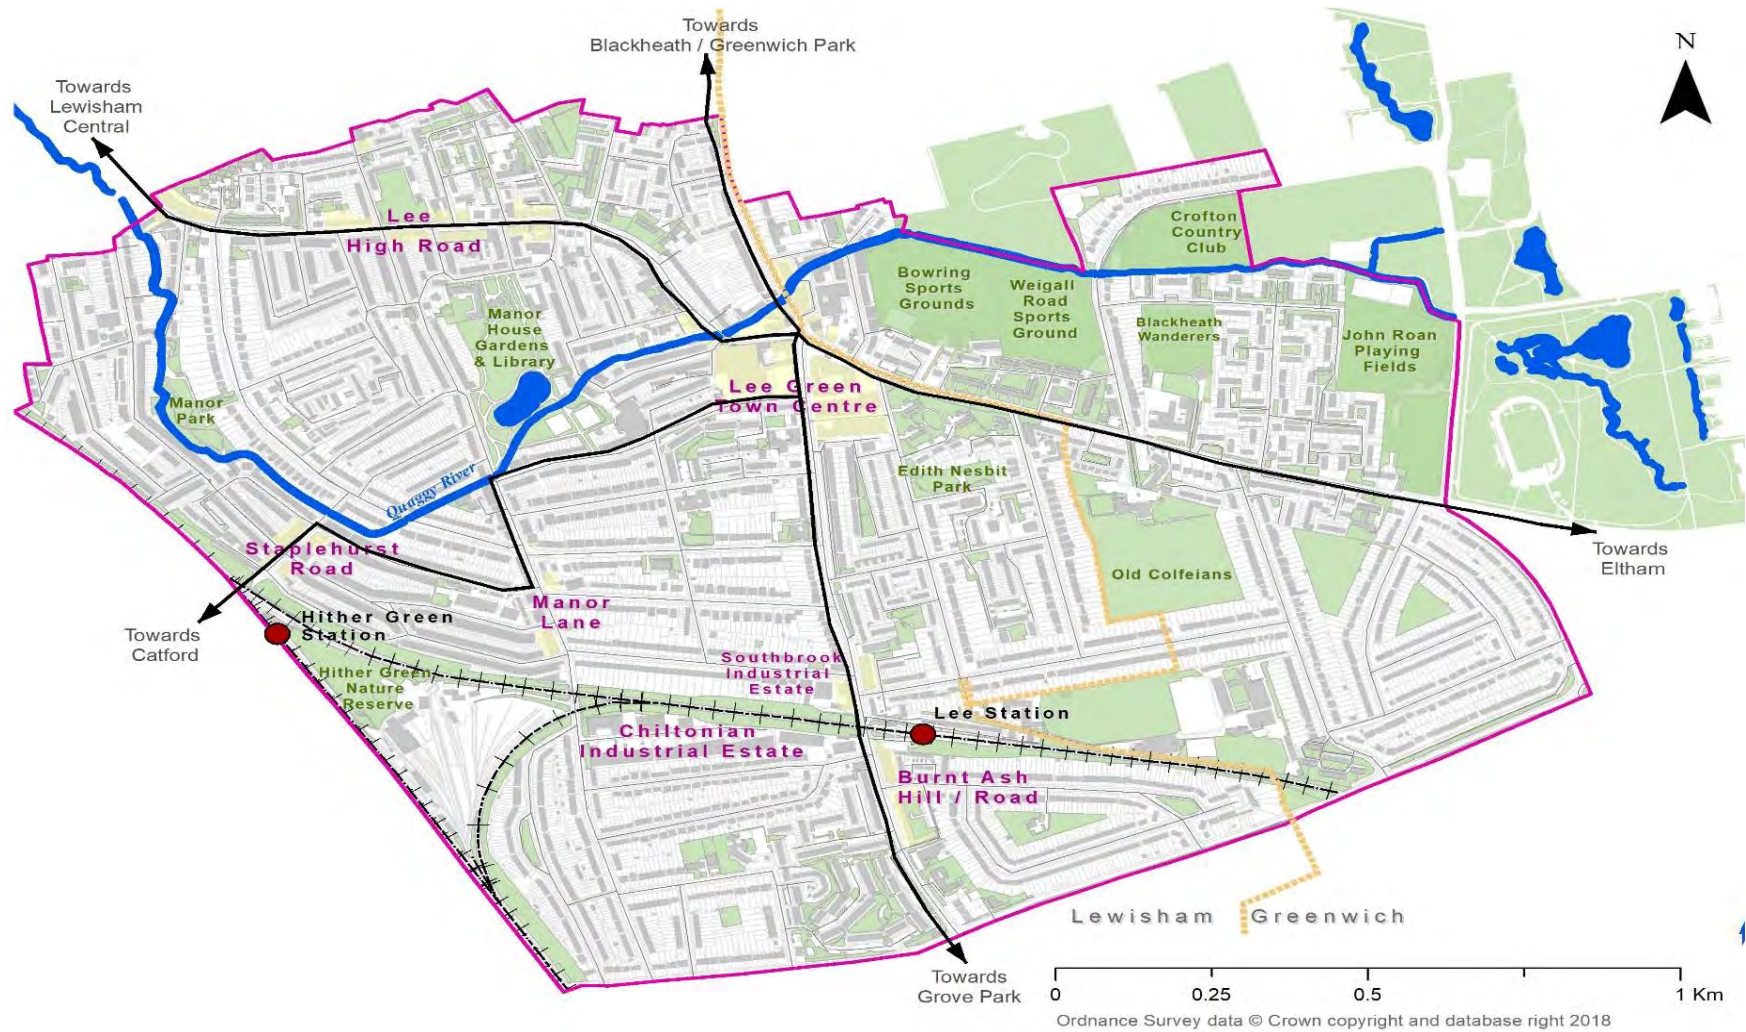 Towards
Blackheath / Greenwich Park
N
Towards
Lewisham
Central
Lee
High Road
Crofton
Country
Club
Bowring
Sports
Grounds
Weigall
Road
Sports
Ground
Manor
House
Gardens
& Library
Blackheath
Wanderers
John Roan
Playing
Fields
Lee Green
Town Centre
Manor
Park
Edith Nesbit
Park
Quaggy River
Staplehurst
Road
Towards
Eltham
Old Colfeians
Manor
Lane
Hither Green
Station
Towards
Catford
Southbrook
Industrial
Estate
Hither Green
Nature
Reserve
Lee Station
Chiltonian
Industrial Estate
Burnt Ash
Hill / Road
Lewisham Greenwich
Towards
Grove Park
0 0.25 0.5 1 Km
Ordnance Survey data © Crown copyright and database right 2018